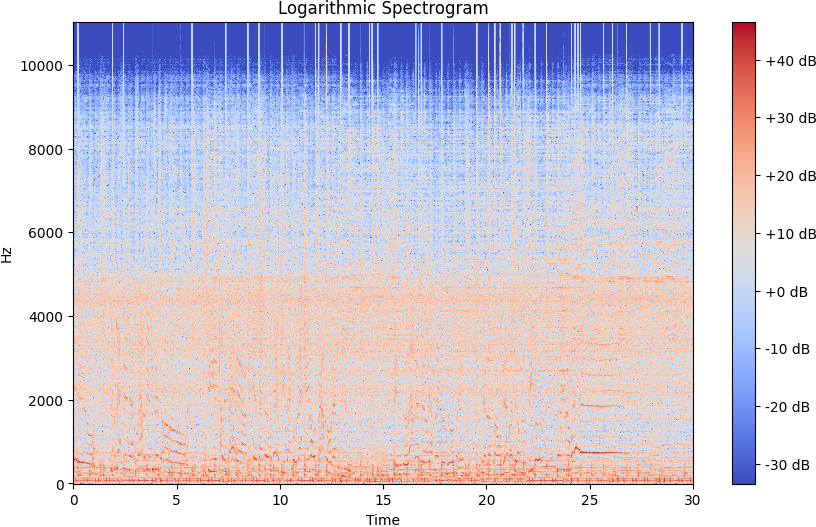 Logarithmic Spectrogram
Hz
10000
8000
6000
4000
2000
0
0 5 10 15 20 25 30
Time
+40 dB
+30 dB
+20 dB
+10 dB
+0 dB
-10 dB
-20 dB
-30 dB